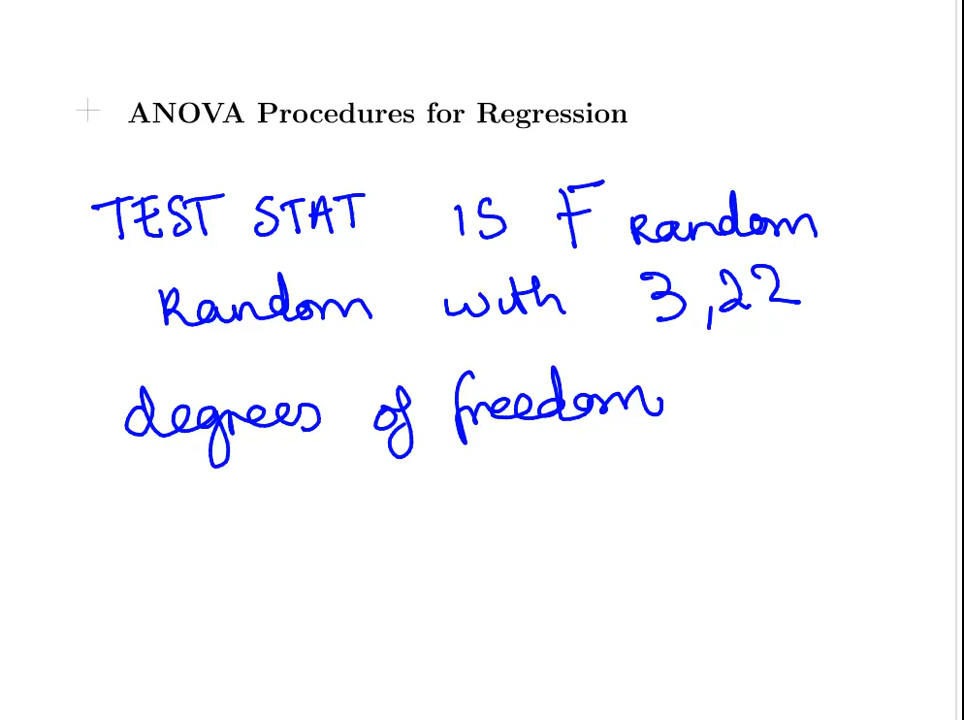 ANOVA Procedures for Regression
TEST STAT IS F Random
Random with 3,22
degrees of freedom